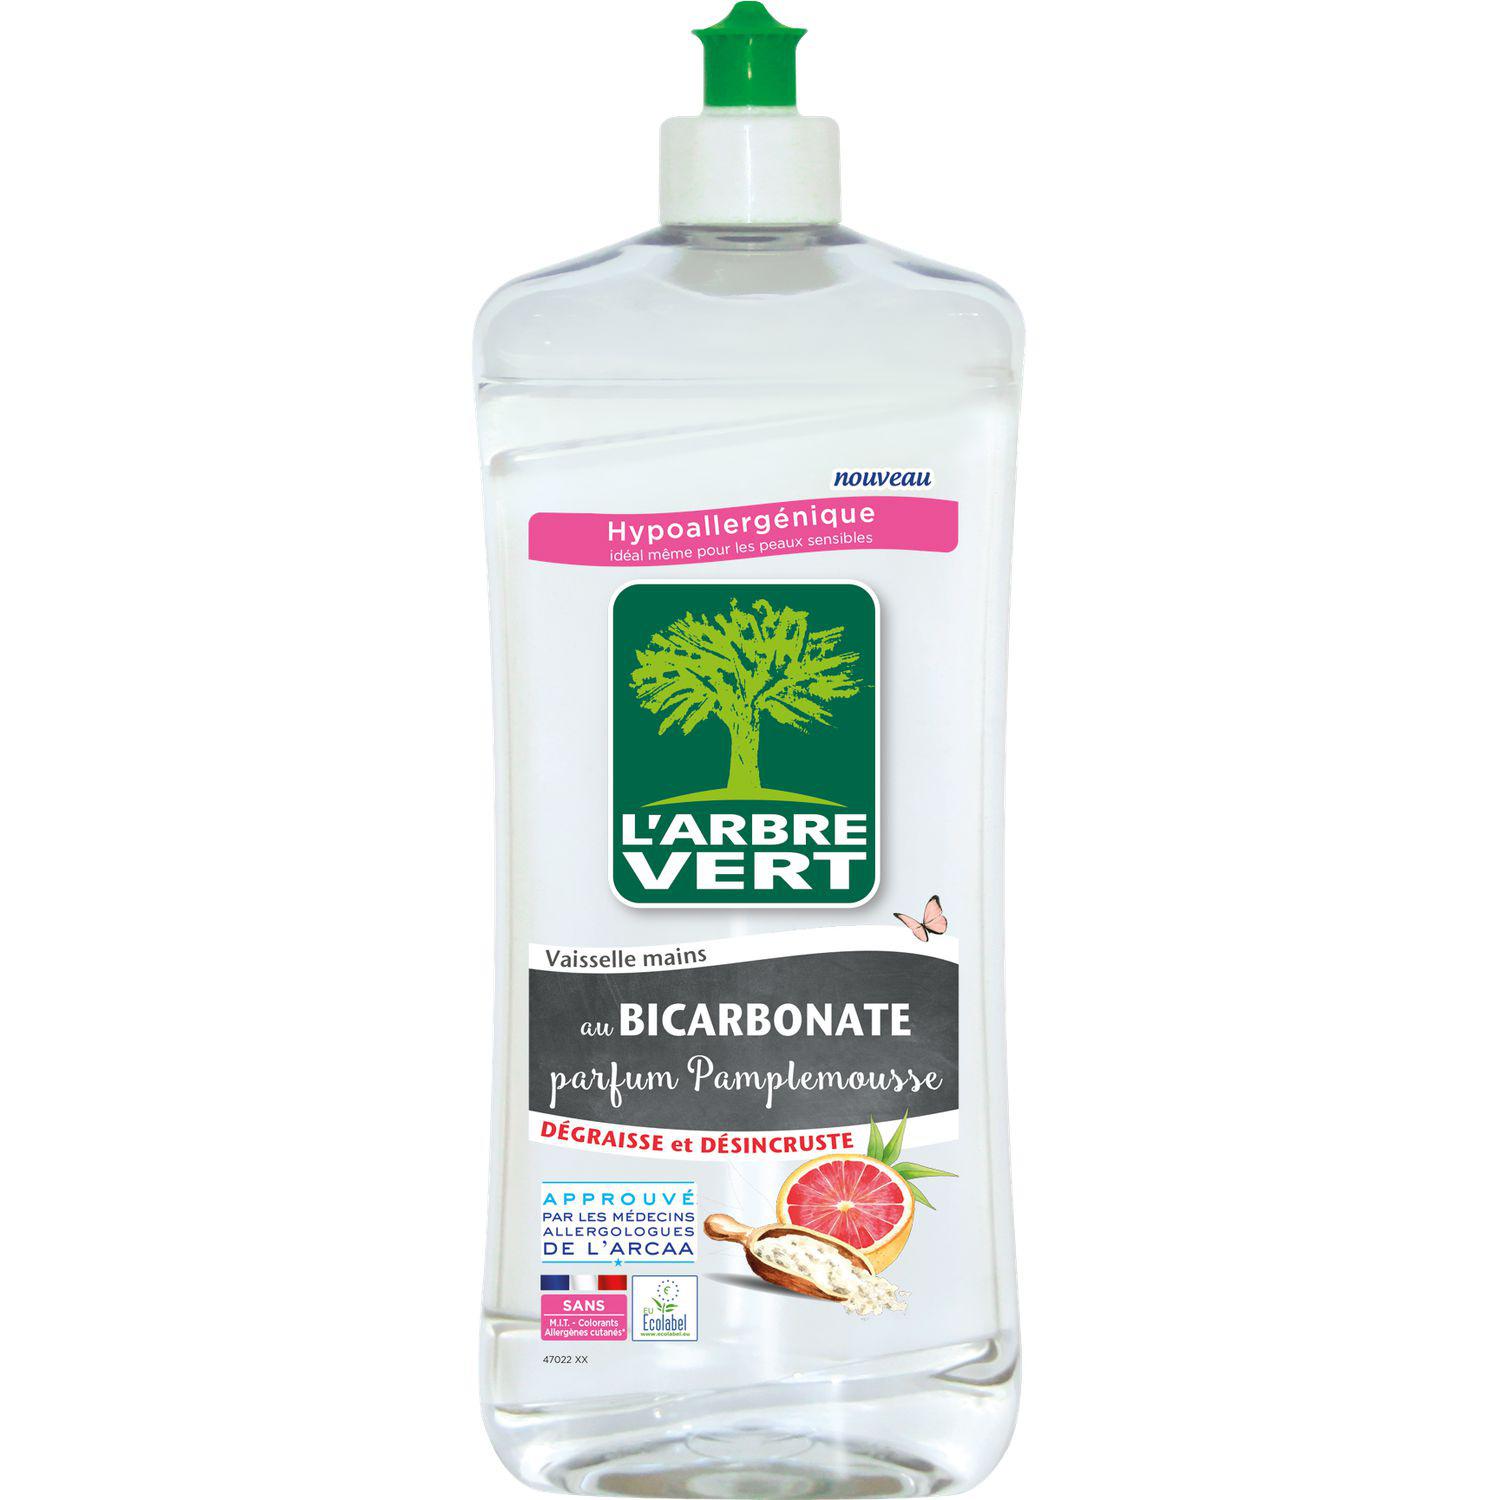 nouveau
Hypoallergénique
idéal même pour les peaux sensibles
L'ARBRE
VERT
Vaisselle mains
au BICARBONATE
parfum Pamplemousse
DÉGRAISSE et DÉSINCRUSTE
APPROUVÉ
PAR LES MÉDECINS
ALLERGOLOGUES
DE L'ARCAA
SANS
M.I.T. - Colorants
Allergènes cutanés*
EU
Ecolabel
www.ecolabel.eu
47022 XX